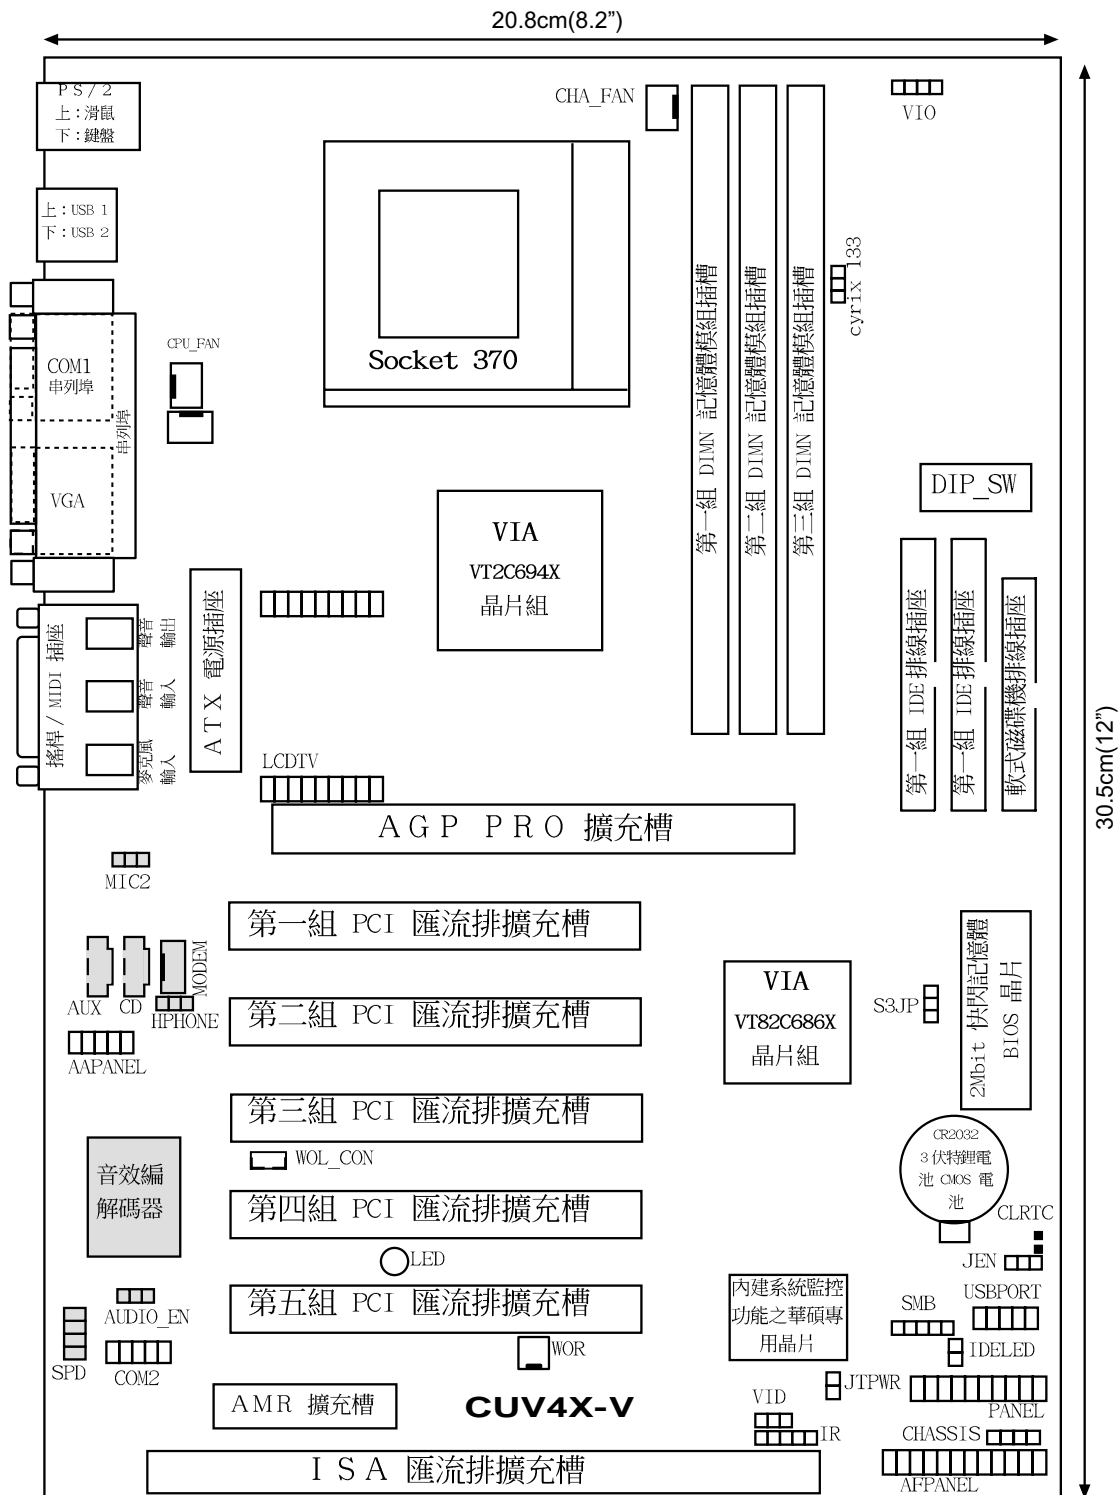 20.8cm(8.2”)
PS/2
上：滑鼠
下：鍵盤
CHA_FAN
VIO
上：USB 1
下：USB 2
cyrix 133
第一組 DIMN 記憶體模組插槽
第二組 DIMN 記憶體模組插槽
第三組 DIMN 記憶體模組插槽
Socket 370
CPU_FAN
COM1
串列埠
串列埠
VGA
DIP_SW
VIA
VT2C694X
晶片組
第一組 IDE 排線插座
第一組 IDE 排線插座
軟式磁碟機排線插座
ATX 電源插座
搖桿/MIDI 插座
聲音
輸出
聲音
輸入
麥克風
輸入
30.5cm(12”)
LCDTV
AGP PRO 擴充槽
MIC2
第一組 PCI 匯流排擴充槽
AUX
CD
MODEM
HPHONE
第二組 PCI 匯流排擴充槽
VIA
VT82C686X
晶片組
S3JP
2Mbit 快閃記憶體
BIOS 晶片
AAPANEL
第三組 PCI 匯流排擴充槽
WOL_CON
CR2032
3 伏特鋰電
池 CMOS 電
池
音效編
解碼器
第四組 PCI 匯流排擴充槽
CLRTC
LED
JEN
第五組 PCI 匯流排擴充槽
內建系統監控
功能之華碩專
用晶片
USBPORT
SMB
AUDIO_EN
IDELED
WOR
SPD
COM2
JTPWR
AMR 擴充槽
CUV4X-V
VID
PANEL
IR
CHASSIS
ISA 匯流排擴充槽
AFPANEL